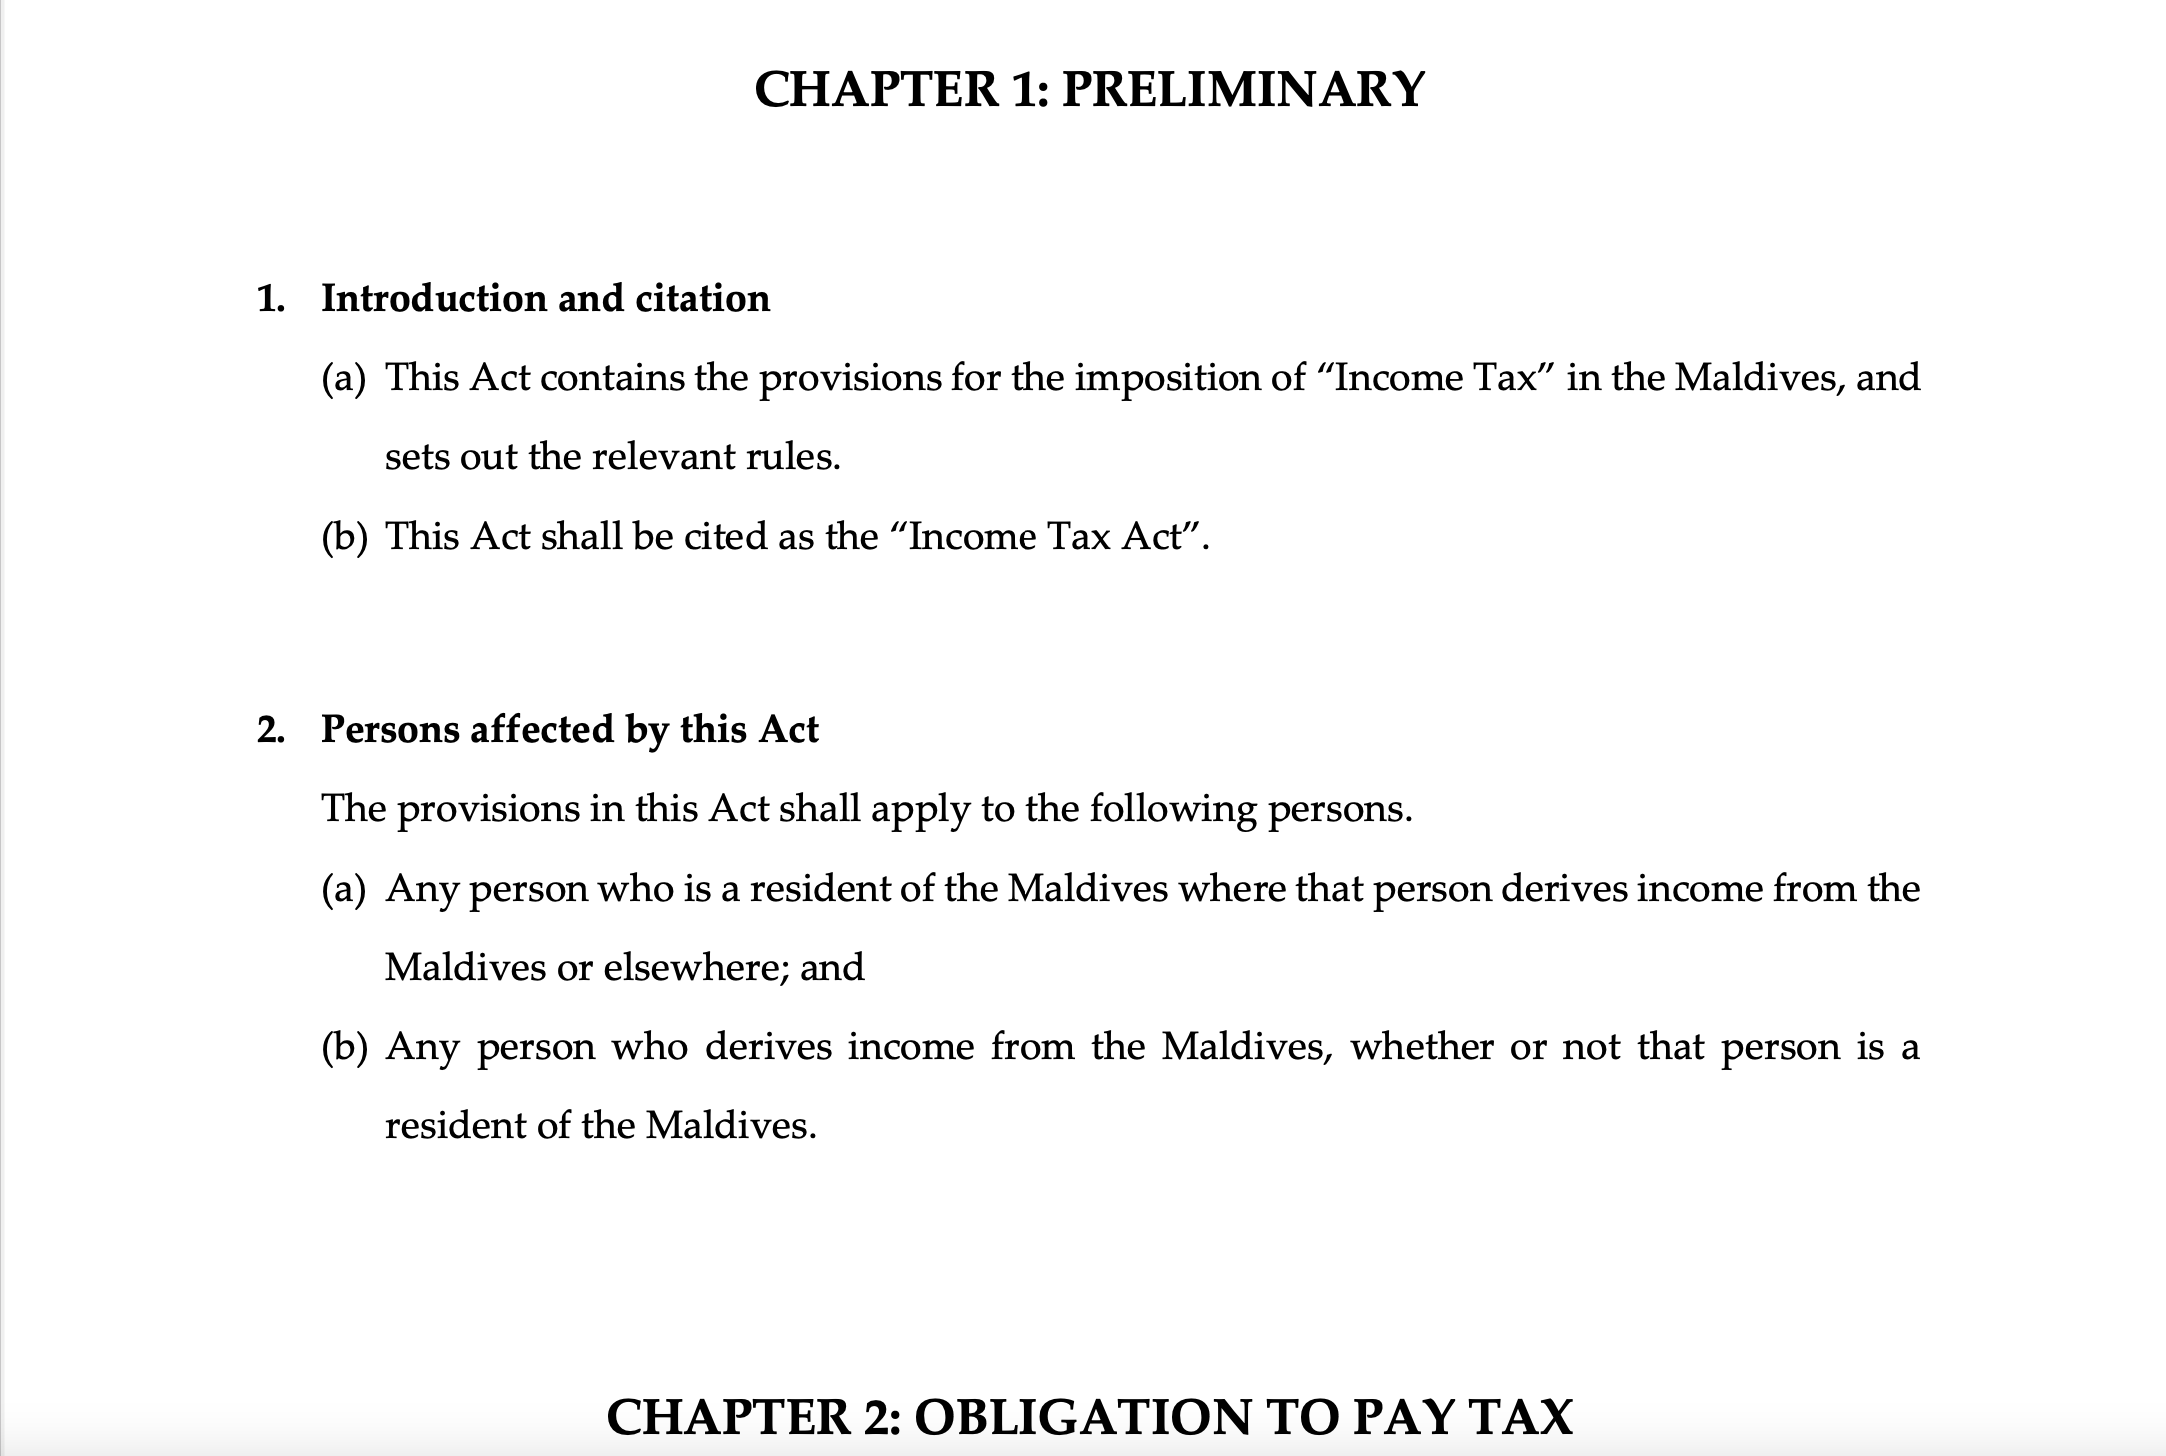 CHAPTER 1: PRELIMINARY
1. Introduction and citation
(a) This Act contains the provisions for the imposition of “Income Tax” in the Maldives, and
sets out the relevant rules.
(b) This Act shall be cited as the “Income Tax Act”.
2. Persons affected by this Act
The provisions in this Act shall apply to the following persons.
(a) Any person who is a resident of the Maldives where that person derives income from the
Maldives or elsewhere; and
(b) Any person who derives income from the Maldives, whether or not that person is a
resident of the Maldives.
CHAPTER 2: OBLIGATION TO PAY TAX